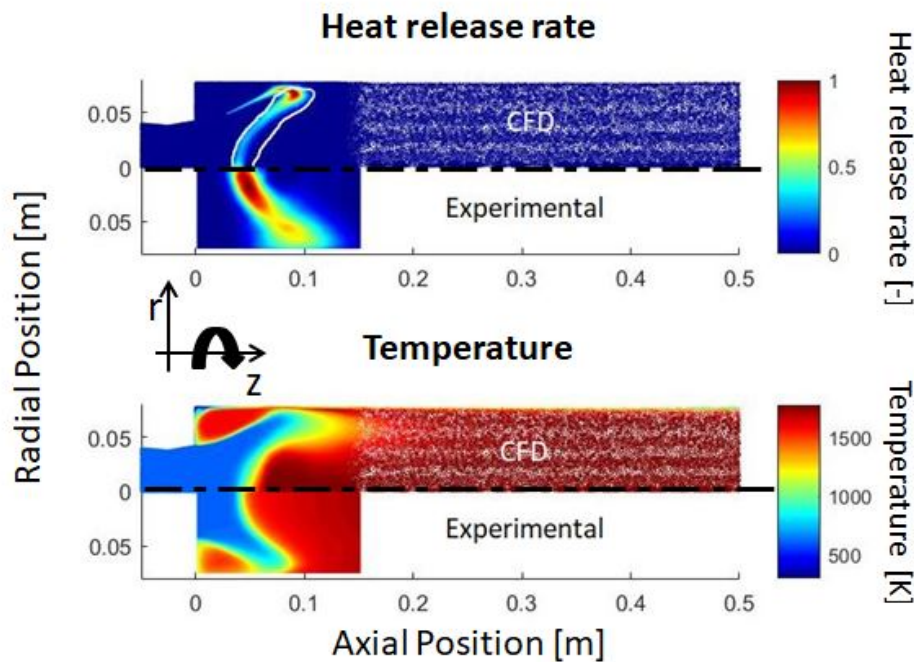 Heat release rate
CFD
Experimental
0.05
0
0.05
0
0.1
0.2
0.3
0.4
0.5
1
0.5
0
Heat release rate [-]
Radial Position [m]
r
z
Temperature
CFD
Experimental
0.05
0
0.05
0
0.1
0.2
0.3
0.4
0.5
1500
1000
500
Temperature [K]
Axial Position [m]